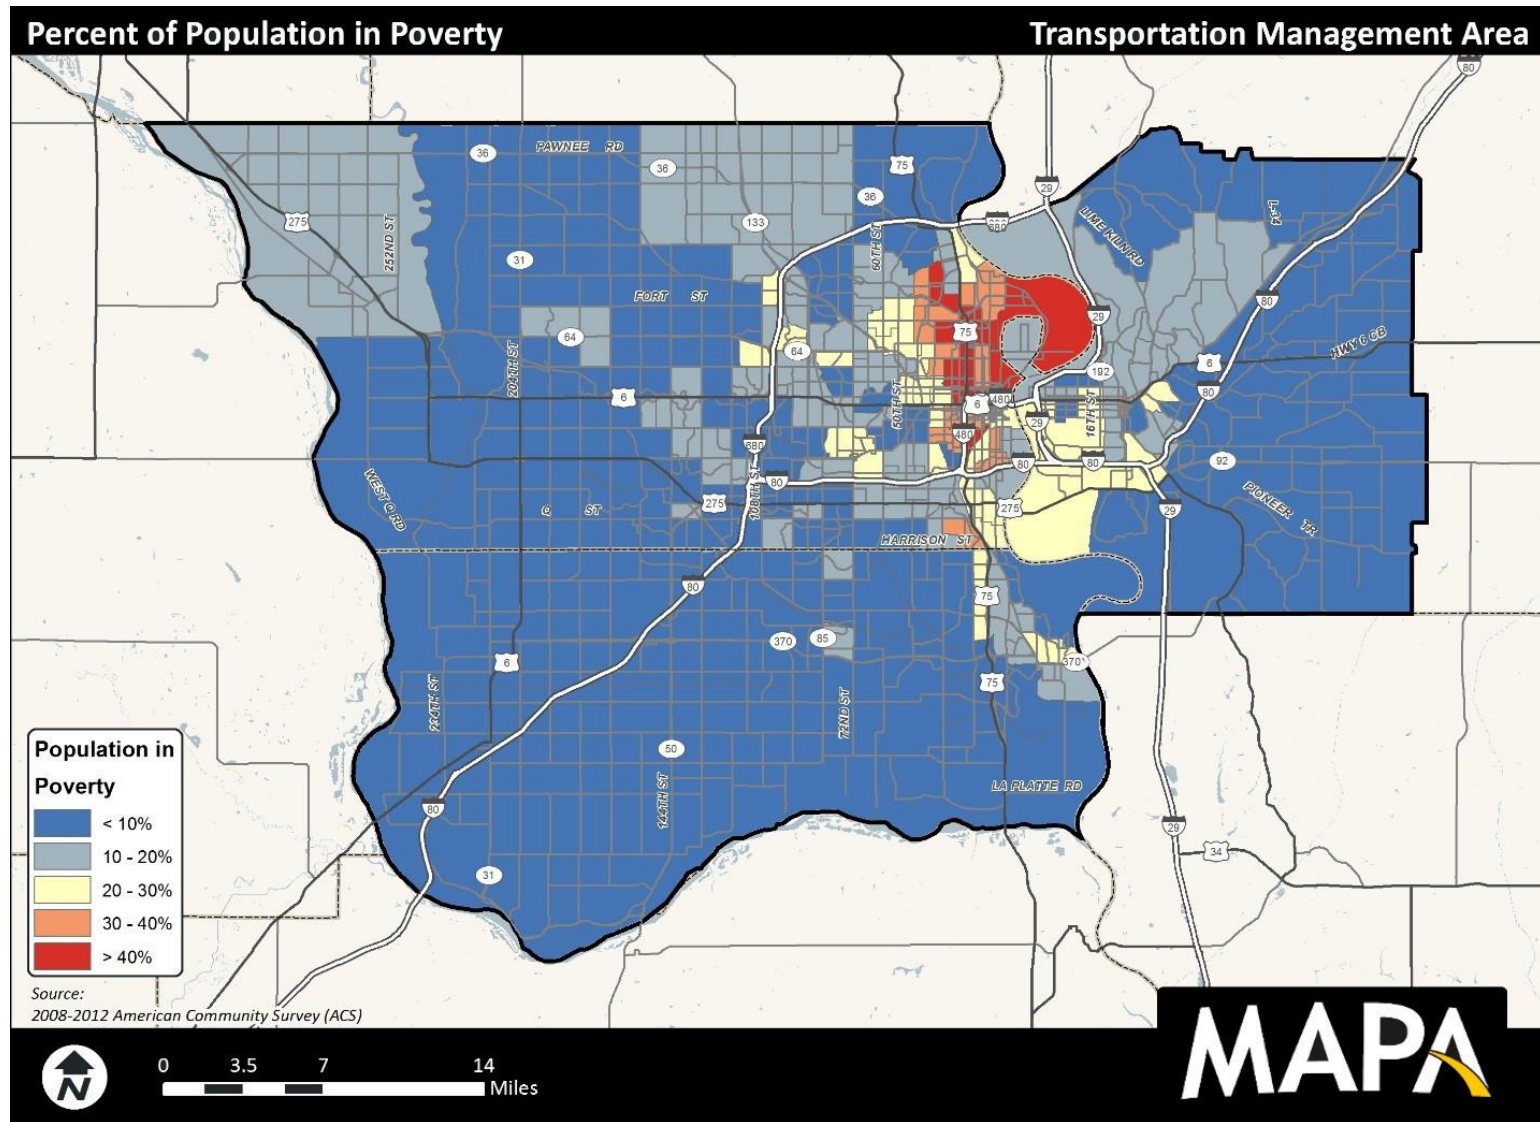 Percent of Population in Poverty
Transportation Management Area
80
36
PAWNEE RD
36
75
29
36
275
133
680
LIME KILN RD
L-34
252ND ST
60TH ST
31
FORT ST
80
29
64
75
64
HWY 6 CB
204TH ST
192
6
6
80
50TH ST
6
480
16TH ST
29
680
480
80
80
92
80
108TH ST
WEST Q RD
275
275
29
PIONEER TR
Q ST
HARRISON ST
80
75
370
85
370
6
75
234TH ST
72ND ST
50
144TH ST
LA PLATTE RD
80
29
34
31
Population in
Poverty
< 10%
10 - 20%
20 - 30%
30 - 40%
> 40%
Source:
2008-2012 American Community Survey (ACS)
N
0 3.5 7 14
Miles
MAPA